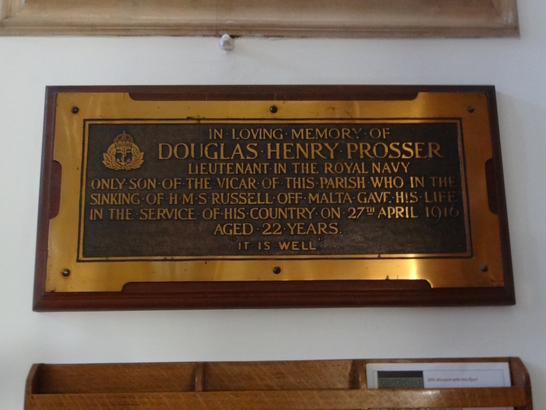 IN · LOVING · MEMORY · OF
DOUGLAS · HENRY · PROSSER
LIEUTENANT IN THE ROYAL NAVY
ONLY · SON · OF THE VICAR OF THIS · PARISH WHO IN THE
SINKING · OF H · M · S RUSSELL · OFF · MALTA GAVE HIS LIFE
IN THE SERVICE OF HIS COUNTRY · ON · 27TH APRIL 1916
AGED · 22 YEARS.
"IT IS WELL."